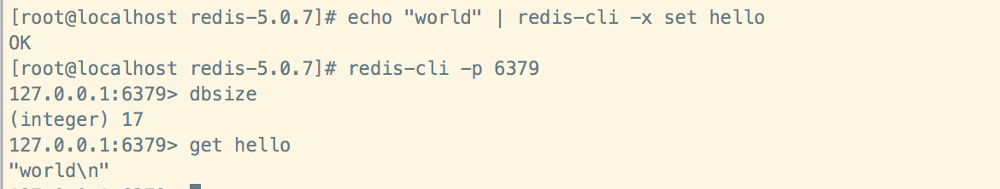 [root@localhost redis-5.0.7]# echo "world" | redis-cli -x set hello
OK
[root@localhost redis-5.0.7]# redis-cli -p 6379
127.0.0.1:6379> dbsize
(integer) 17
127.0.0.1:6379> get hello
"world\n"